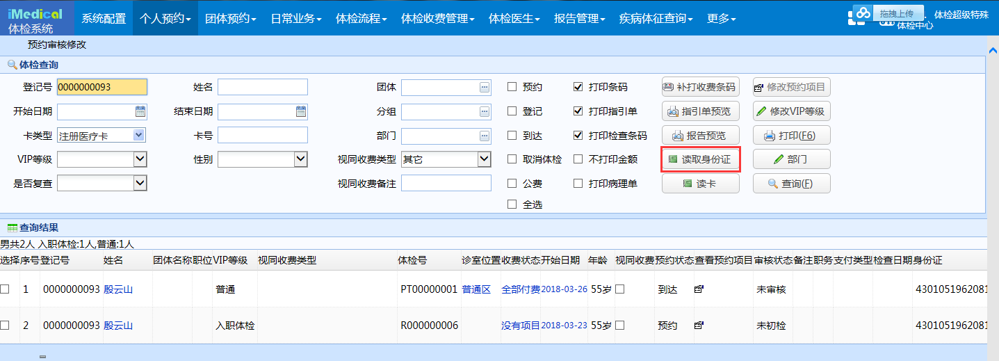 iMedical
体检系统
系统配置 个人预约 团体预约 日常业务 体检流程 体检收费管理 体检医生 报告管理 疾病体征查询 更多
拖拽上传 体检超级特殊
体检中心
预约审核修改
体检查询
登记号 0000000093 姓名 团体 预约 打印条码 补打收费条码 修改预约项目
开始日期 结束日期 分组 登记 打印指引单 指引单预览 修改VIP等级
卡类型 注册医疗卡 卡号 部门 到达 打印检查条码 报告预览 打印(F6)
VIP等级 性别 视同收费类型 其它 取消体检 不打印金额 读取身份证 部门
是否复查 视同收费备注 公费 打印病理单 读卡 查询(F)
全选
查询结果
男共2人 入职体检:1人,普通:1人
选择 序号 登记号 姓名 团体名称 职位 VIP等级 视同收费类型 体检号 诊室位置 收费状态 开始日期 年龄 视同收费 预约状态 查看预约项目 审核状态 备注 职务 支付类型 检查日期 身份证
1 0000000093 殷云山 普通 PT00000001 普通区 全部付费 2018-03-26 55岁 到达 未审核 4301051962081
2 0000000093 殷云山 入职体检 R000000006 没有项目 2018-03-23 55岁 预约 未初检 4301051962081